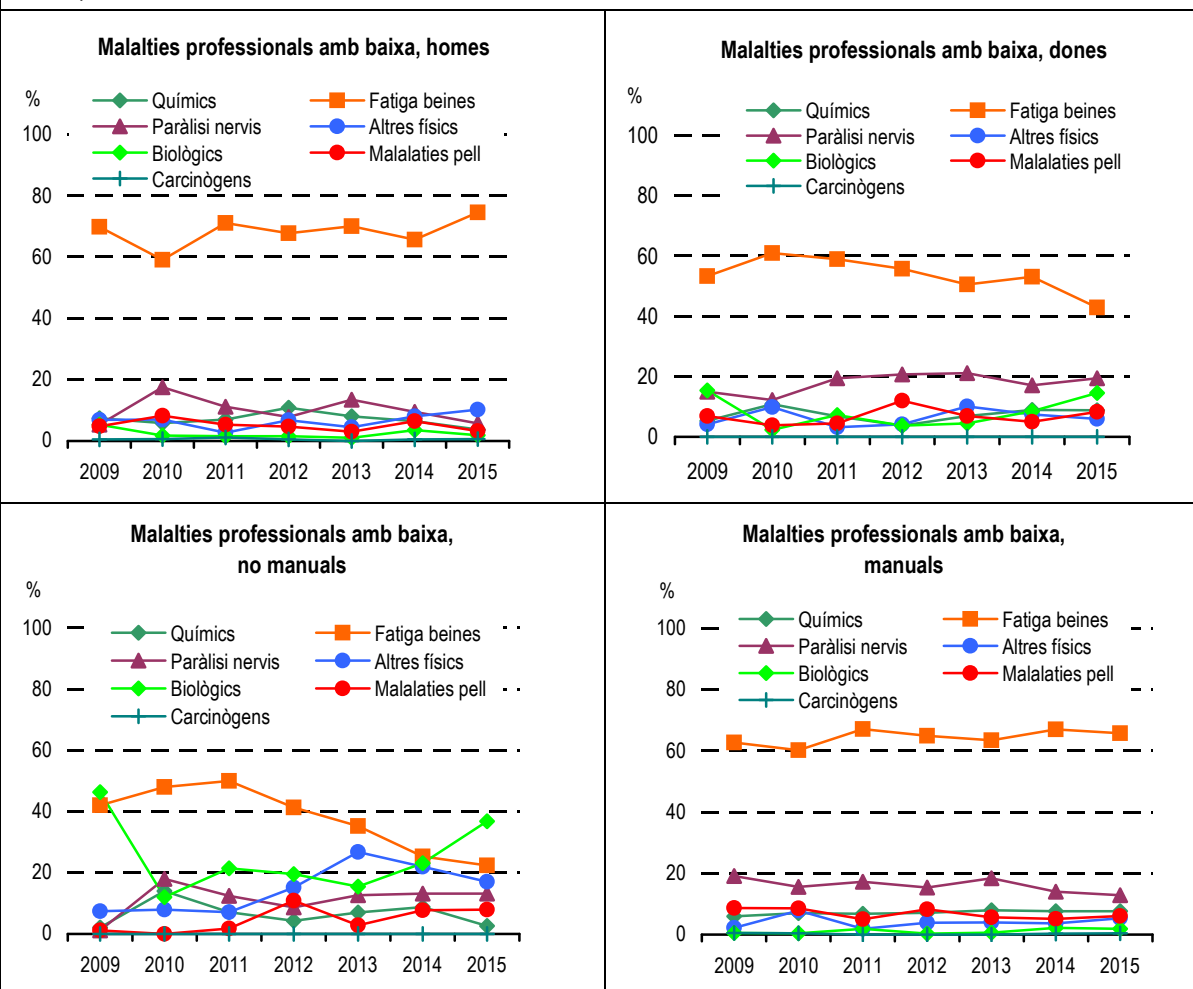 Malalties professionals amb baixa, homes
%
Químics
Fatiga beines
Paràlisi nervis
Altres físics
Biològics
Malalaties pell
Carcinògens
100
80
60
40
20
0
2009 2010 2011 2012 2013 2014 2015
Malalties professionals amb baixa, dones
%
Químics
Fatiga beines
Paràlisi nervis
Altres físics
Biològics
Malalaties pell
Carcinògens
100
80
60
40
20
0
2009 2010 2011 2012 2013 2014 2015
Malalties professionals amb baixa,
no manuals
%
Químics
Fatiga beines
Paràlisi nervis
Altres físics
Biològics
Malalaties pell
Carcinògens
100
80
60
40
20
0
2009 2010 2011 2012 2013 2014 2015
Malalties professionals amb baixa,
manuals
%
Químics
Fatiga beines
Paràlisi nervis
Altres físics
Biològics
Malalaties pell
Carcinògens
100
80
60
40
20
0
2009 2010 2011 2012 2013 2014 2015